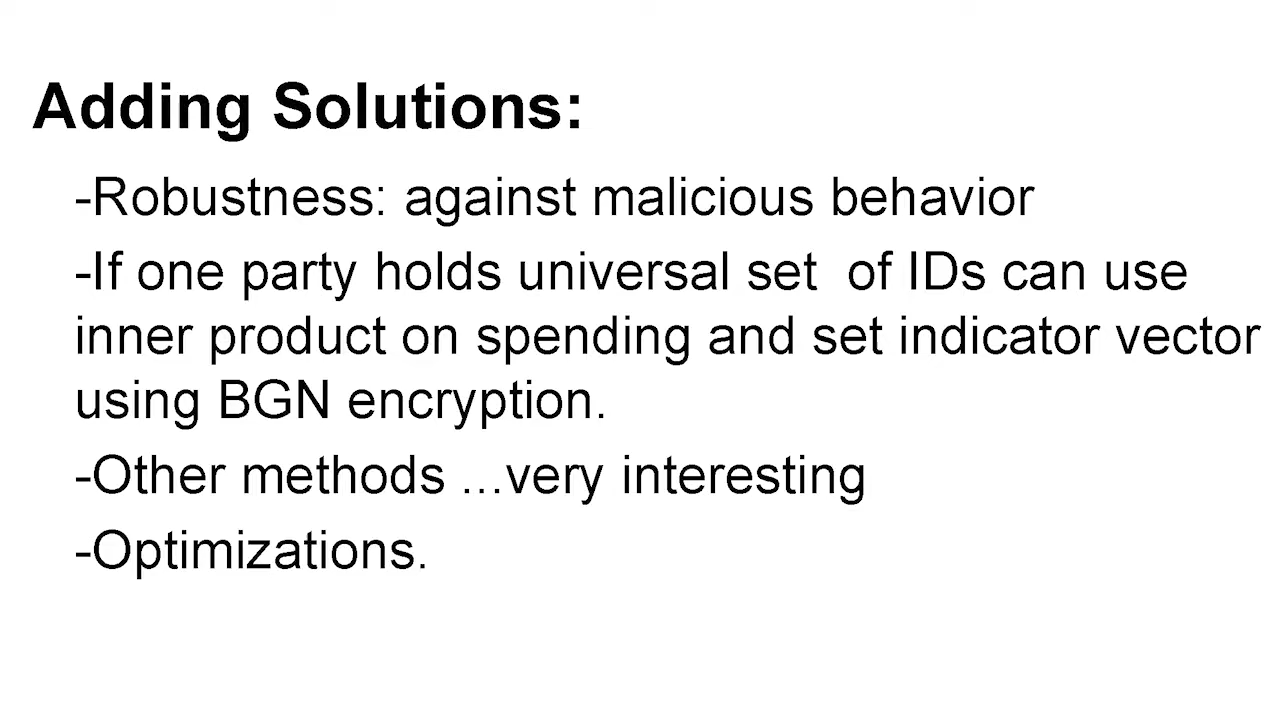 Adding Solutions:
-Robustness: against malicious behavior
-If one party holds universal set  of IDs can use
inner product on spending and set indicator vector
using BGN encryption.
-Other methods ...very interesting
-Optimizations.